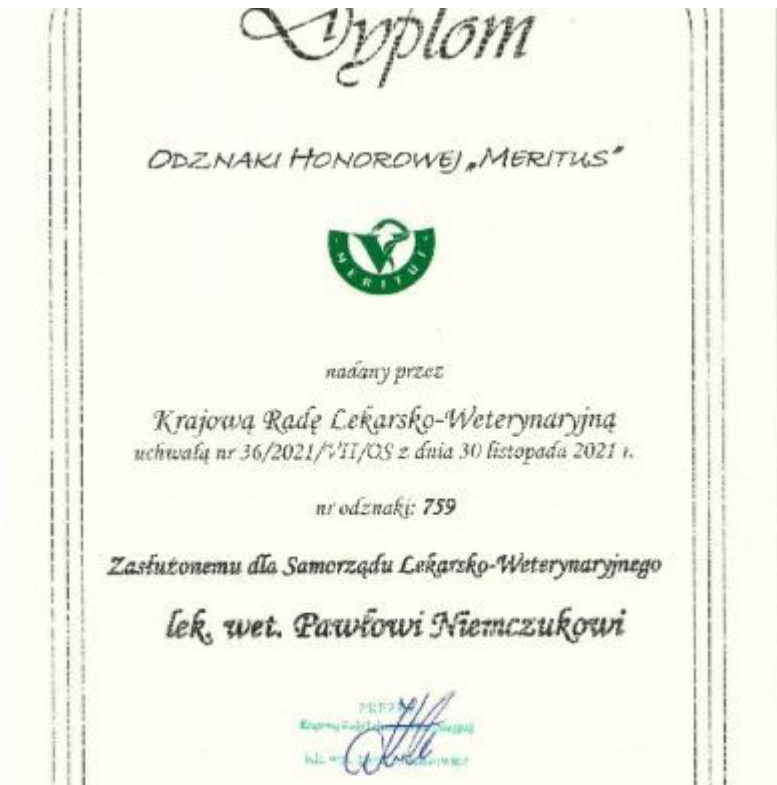 Dyplom
ODZNAKI HONOROWEJ „MERITUS”
V
MERITUS
nadany przez
Krajową Radę Lekarsko-Weterynaryjną
uchwałą nr 36/2021/VII/OS z dnia 30 listopada 2021 r.
nr odznaki: 759
Zasłużonemu dla Samorządu Lekarsko-Weterynaryjnego
lek. wet. Pawłowi Niemczukowi